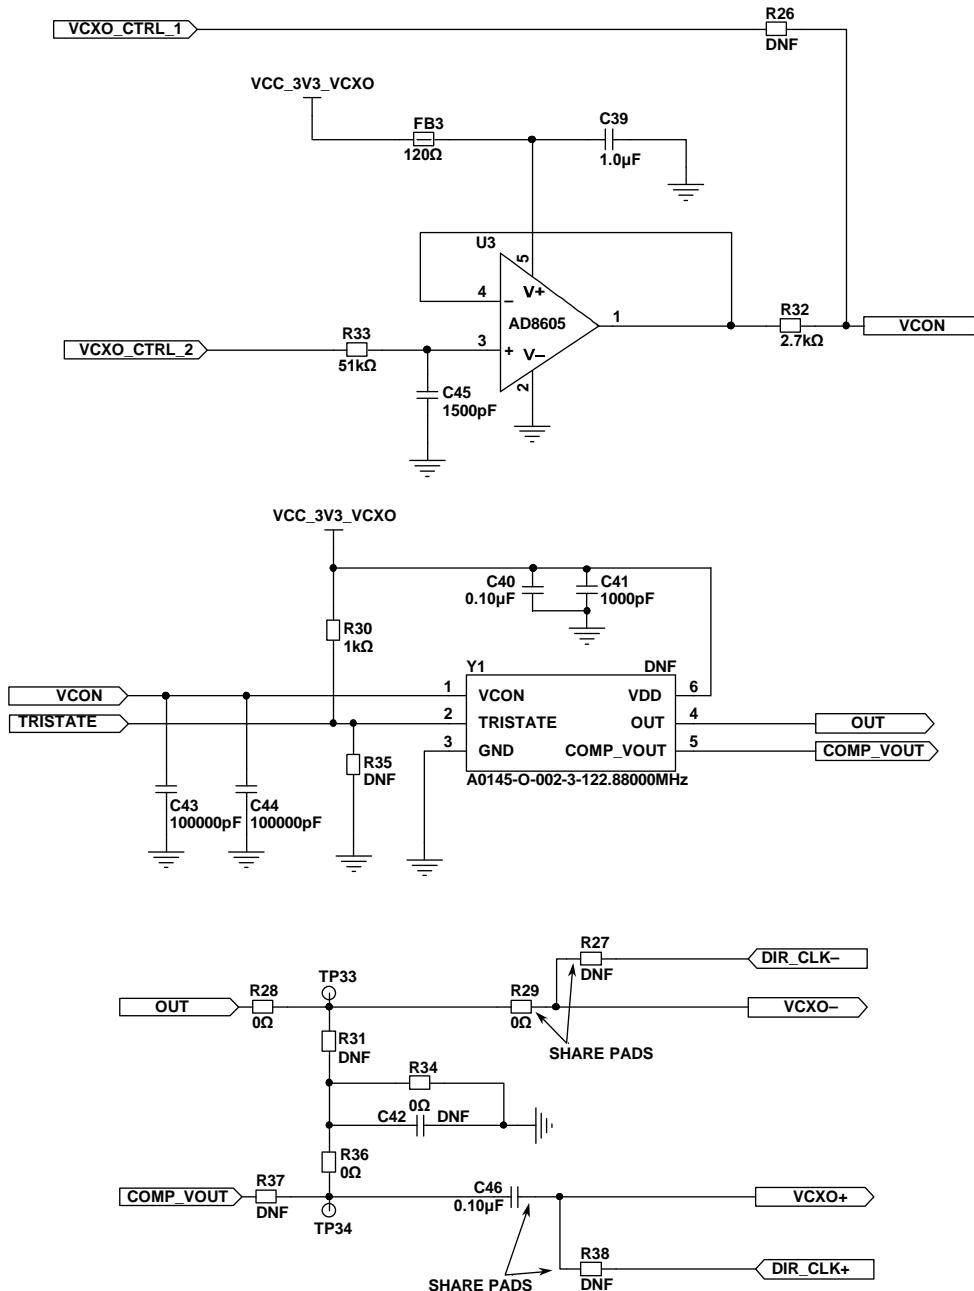 R26
VCXO_CTRL_1
DNF
VCC_3V3_VCXO
FB3
120Ω
C39
1.0µF
U3
5
V+
4
–
AD8605
1
R32
2.7kΩ
VCON
VCXO_CTRL_2
R33
51kΩ
3
+
V–
2
C45
1500pF
VCC_3V3_VCXO
C40
0.10µF
C41
1000pF
R30
1kΩ
Y1
DNF
VCON
1
VCON
VDD
6
TRISTATE
2
TRISTATE
OUT
4
OUT
3
GND
COMP_VOUT
5
COMP_VOUT
R35
DNF
A0145-O-002-3-122.88000MHz
C43
100000pF
C44
100000pF
R27
DNF
DIR_CLK–
TP33
OUT
R28
0Ω
R29
0Ω
VCXO–
SHARE PADS
R31
DNF
R34
0Ω
C42
DNF
R36
0Ω
COMP_VOUT
R37
DNF
TP34
C46
0.10µF
VCXO+
R38
DNF
DIR_CLK+
SHARE PADS